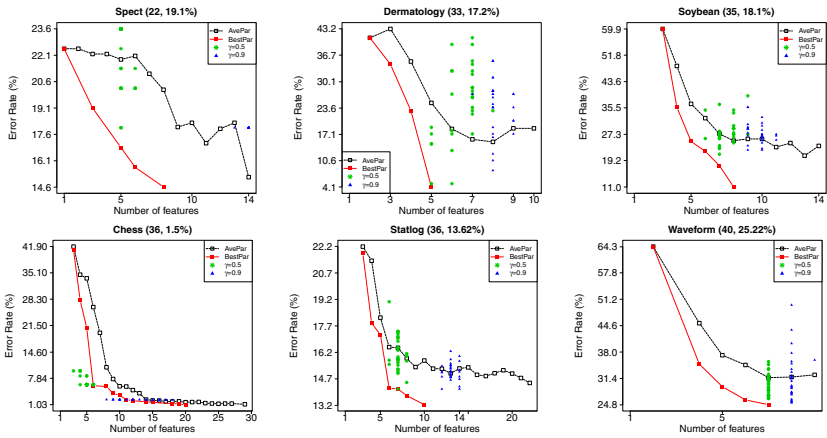 Spect (22, 19.1%)
Error Rate (%)
23.6
22.1
20.6
19.1
17.6
16.1
14.6
1
5
10
14
Number of features
AvePar
BestPar
γ=0.5
γ=0.9
Dermatology (33, 17.2%)
Error Rate (%)
43.2
36.7
30.2
23.6
17.1
10.6
4.1
1
3
5
7
9
10
Number of features
AvePar
BestPar
γ=0.5
γ=0.9
Soybean (35, 18.1%)
Error Rate (%)
59.9
51.8
43.6
35.5
27.3
19.2
11.0
1
5
10
14
Number of features
AvePar
BestPar
γ=0.5
γ=0.9
Chess (36, 1.5%)
Error Rate (%)
41.90
35.10
28.30
21.50
14.60
7.84
1.03
1
5
10
15
20
25
30
Number of features
AvePar
BestPar
γ=0.5
γ=0.9
Statlog (36, 13.62%)
Error Rate (%)
22.2
20.7
19.2
17.7
16.2
14.7
13.2
1
5
10
14
20
Number of features
AvePar
BestPar
γ=0.5
γ=0.9
Waveform (40, 25.22%)
Error Rate (%)
64.3
57.8
51.2
44.6
38.0
31.4
24.8
1
5
10
Number of features
AvePar
BestPar
γ=0.5
γ=0.9